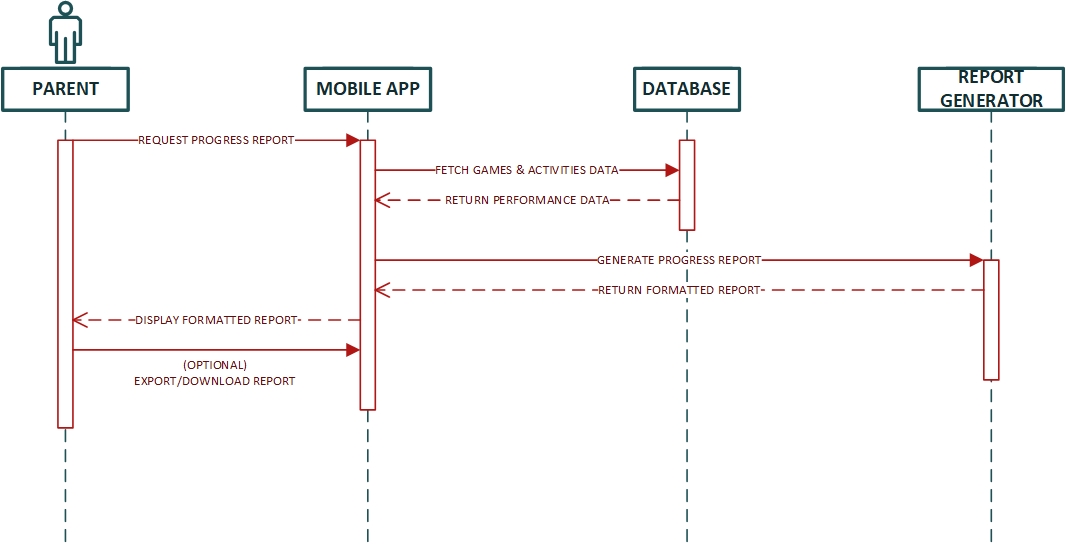 PARENT
MOBILE APP
DATABASE
REPORT
GENERATOR
REQUEST PROGRESS REPORT
FETCH GAMES & ACTIVITIES DATA
RETURN PERFORMANCE DATA
GENERATE PROGRESS REPORT
RETURN FORMATTED REPORT
DISPLAY FORMATTED REPORT
(OPTIONAL)
EXPORT/DOWNLOAD REPORT